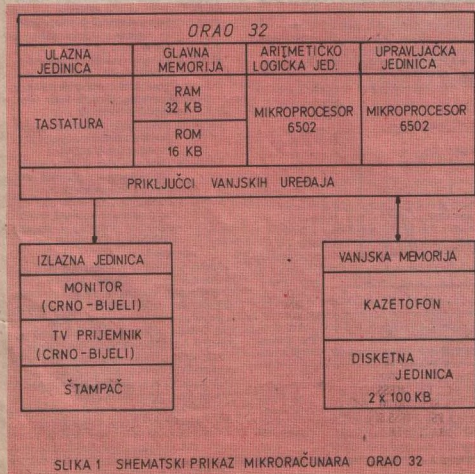 ORAO 32
ULAZNA
JEDINICA
GLAVNA
MEMORIJA
ARITMETIČKO
LOGIČKA JED.
UPRAVLJAČKA
JEDINICA
TASTATURA
RAM
32 KB
ROM
16 KB
MIKROPROCESOR
6502
MIKROPROCESOR
6502
PRIKLJUČCI VANJSKIH UREĐAJA
IZLAZNA JEDINICA
MONITOR
(CRNO-BIJELI)
TV PRIJEMNIK
(CRNO-BIJELI)
ŠTAMPAČ
VANJSKA MEMORIJA
KAZETOFON
DISKETNA
JEDINICA
2 x 100 KB
SLIKA 1 SHEMATSKI PRIKAZ MIKRORAČUNARA ORAO 32